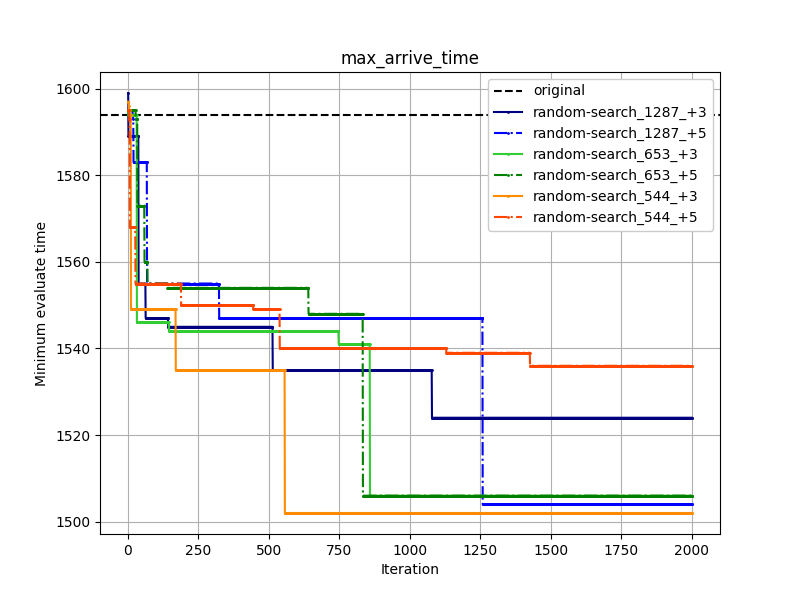 max_arrive_time
1600
1580
1560
1540
1520
1500
Minimum evaluate time
original
random-search_1287_+3
random-search_1287_+5
random-search_653_+3
random-search_653_+5
random-search_544_+3
random-search_544_+5
0 250 500 750 1000 1250 1500 1750 2000
Iteration